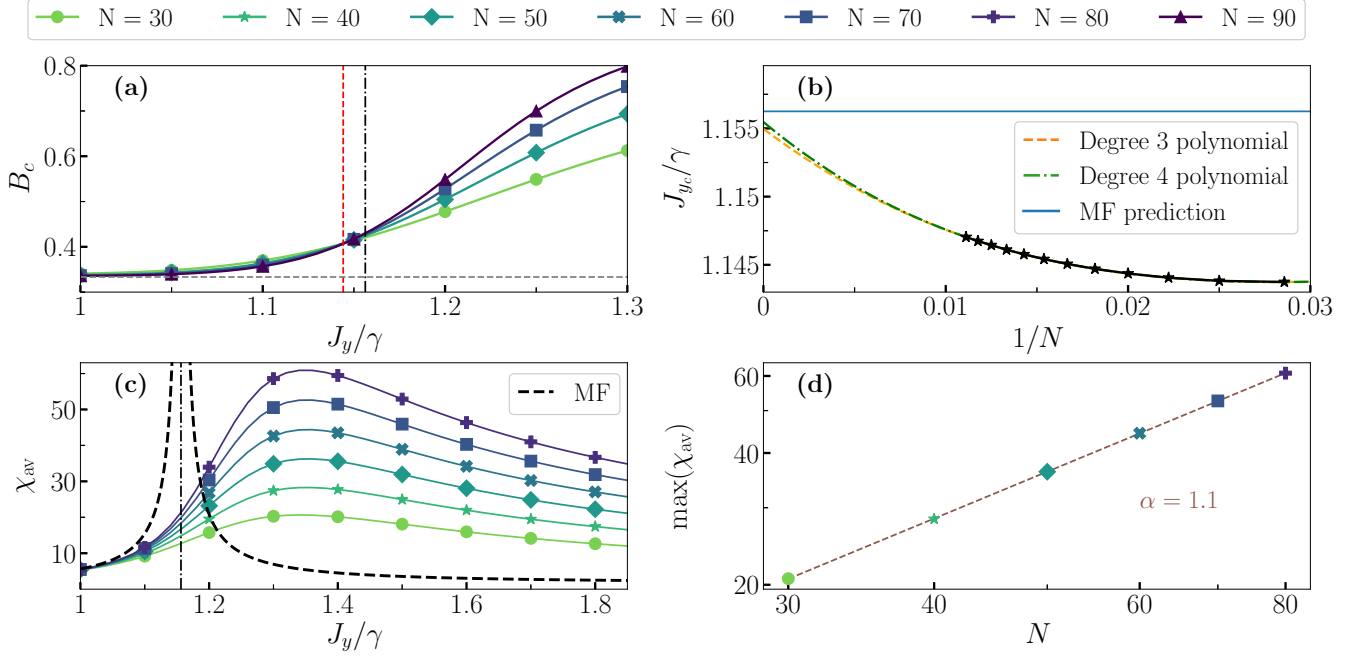 N = 30 N = 40 N = 50 N = 60 N = 70 N = 80 N = 90
(a)
0.8
0.6
0.4
B_c
1 1.1 1.2 1.3
J_y/γ
(b)
1.155
1.15
1.145
J_{y_c}/γ
Degree 3 polynomial
Degree 4 polynomial
MF prediction
0 0.01 0.02 0.03
1/N
(c)
MF
50
30
10
χ_av
1 1.2 1.4 1.6 1.8
J_y/γ
(d)
60
40
20
max(χ_av)
α = 1.1
30 40 60 80
N